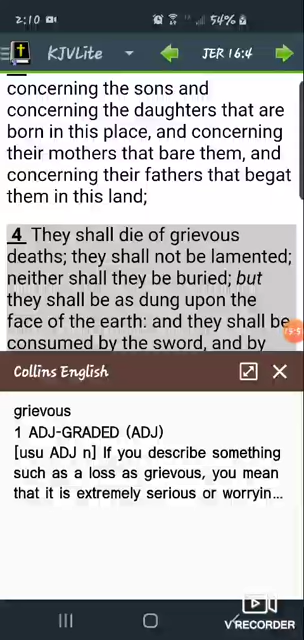 2:10 54%
KJVLite JER 16:4
concerning the sons and
concerning the daughters that are
born in this place, and concerning
their mothers that bare them, and
concerning their fathers that begat
them in this land;
4 They shall die of grievous
deaths; they shall not be lamented;
neither shall they be buried; but
they shall be as dung upon the
face of the earth: and they shall be
consumed by the sword, and by
Collins English
grievous
1 ADJ-GRADED (ADJ)
[usu ADJ n] If you describe something
such as a loss as grievous, you mean
that it is extremely serious or worryin...
V RECORDER